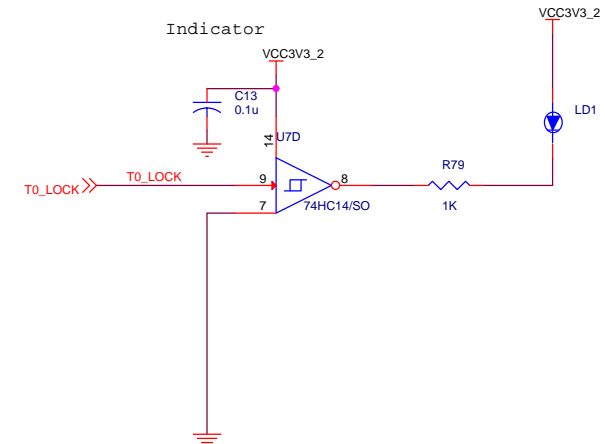 Indicator
VCC3V3_2
VCC3V3_2
C13
0.1u
LD1
14
U7D
R79
T0_LOCK
T0_LOCK
9
8
7
74HC14/SO
1K